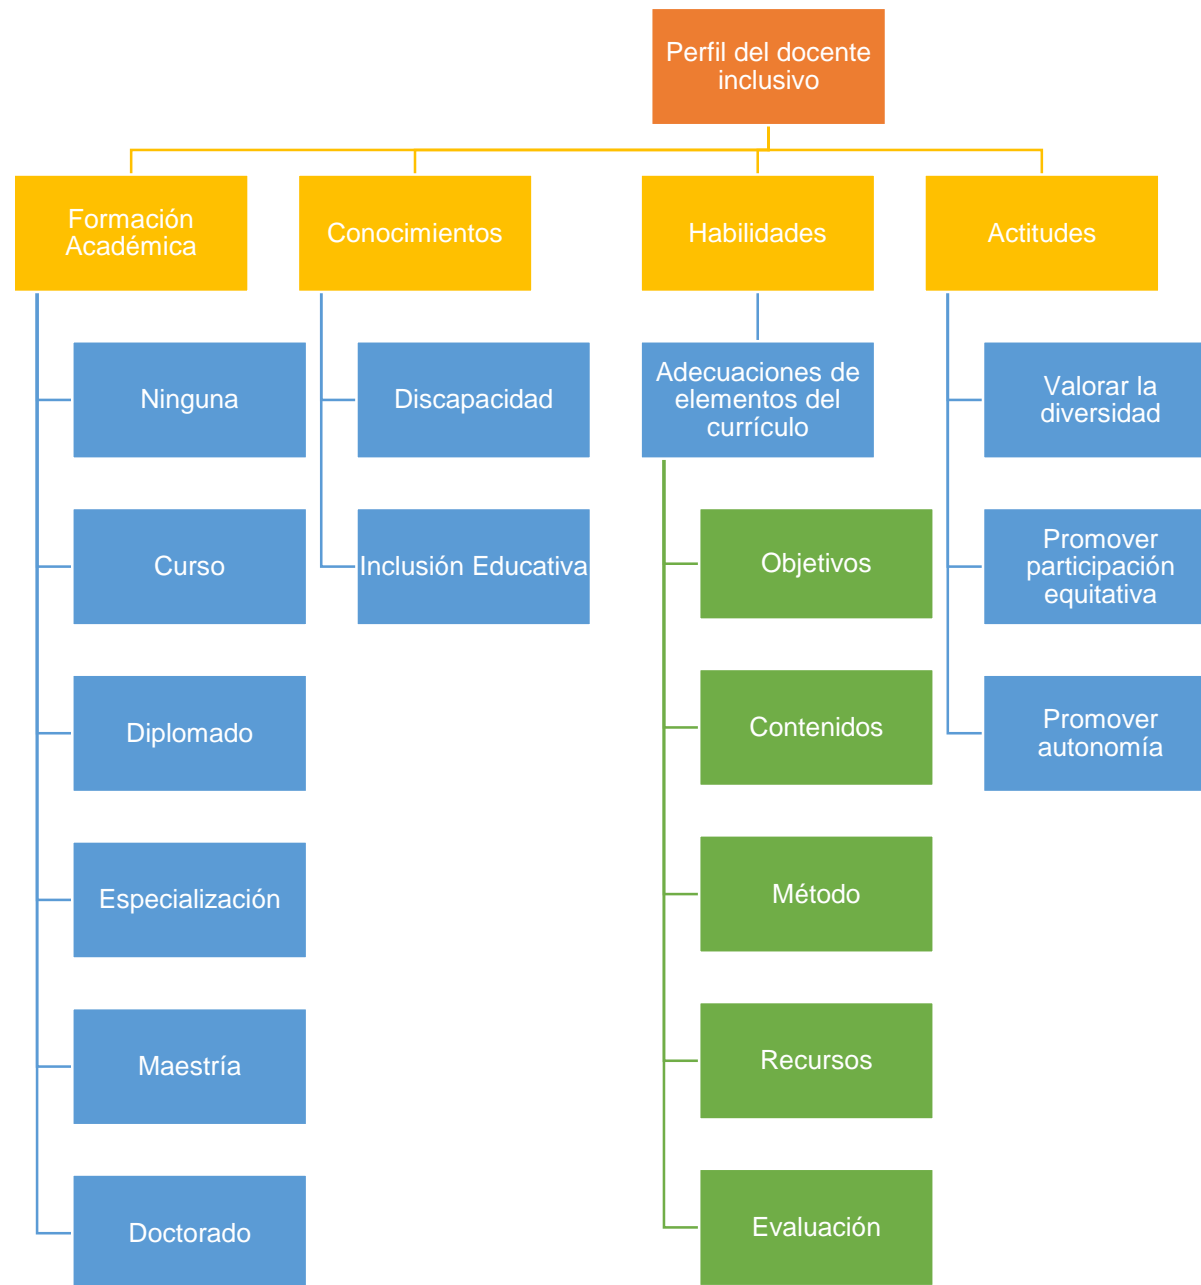 Perfil del docente
inclusivo
Formación
Académica
Conocimientos
Habilidades
Actitudes
Ninguna
Curso
Diplomado
Especialización
Maestría
Doctorado
Discapacidad
Inclusión Educativa
Adecuaciones de
elementos del
currículo
Objetivos
Contenidos
Método
Recursos
Evaluación
Valorar la
diversidad
Promover
participación
equitativa
Promover
autonomía